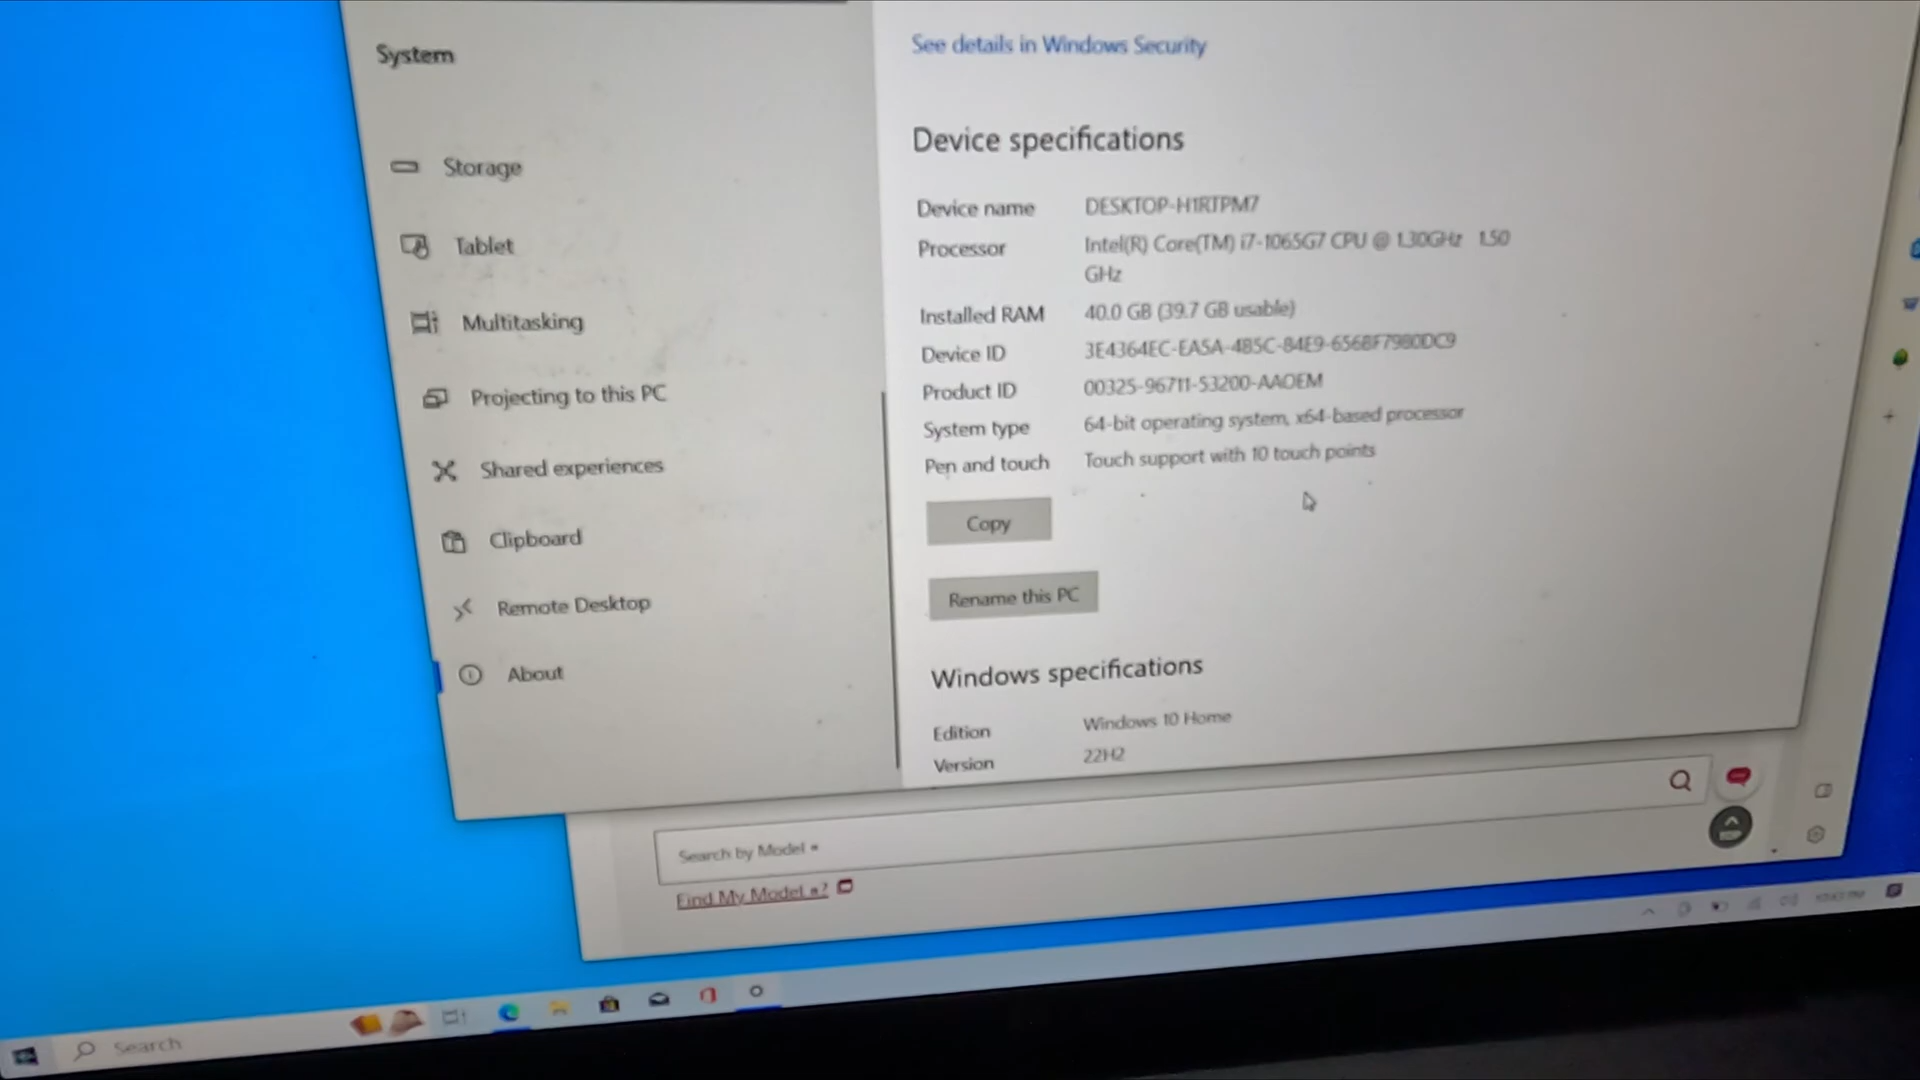 System
Storage
Tablet
Multitasking
Projecting to this PC
Shared experiences
Clipboard
Remote Desktop
About
See details in Windows Security
Device specifications
Device name DESKTOP-H1RTPM7
Processor Intel(R) Core(TM) i7-1065G7 CPU @ 1.30GHz 1.50
GHz
Installed RAM 40.0 GB (39.7 GB usable)
Device ID 3E4364EC-EA5A-4B5C-84E9-656BF7980DC9
Product ID 00325-96711-53200-AAOEM
System type 64-bit operating system, x64-based processor
Pen and touch Touch support with 10 touch points
Copy
Rename this PC
Windows specifications
Edition Windows 10 Home
Version 22H2
Search by Model #
Find My Model #?
Search